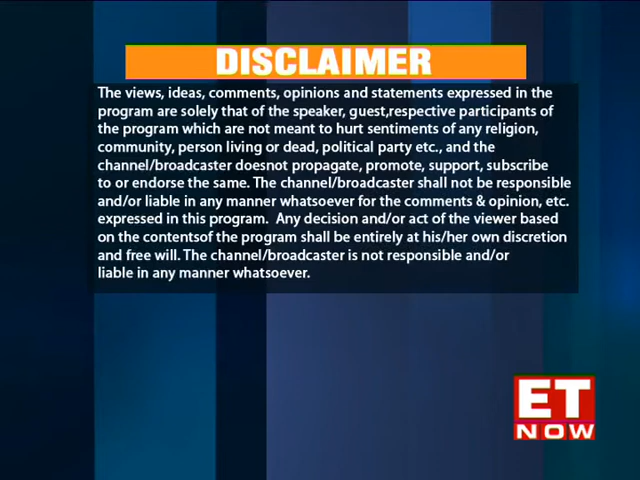 DISCLAIMER
The views, ideas, comments, opinions and statements expressed in the
program are solely that of the speaker, guest,respective participants of
the program which are not meant to hurt sentiments of any religion,
community, person living or dead, political party etc., and the
channel/broadcaster doesnot propagate, promote, support, subscribe
to or endorse the same. The channel/broadcaster shall not be responsible
and/or liable in any manner whatsoever for the comments & opinion, etc.
expressed in this program.  Any decision and/or act of the viewer based
on the contentsof the program shall be entirely at his/her own discretion
and free will. The channel/broadcaster is not responsible and/or
liable in any manner whatsoever.
ET
NOW